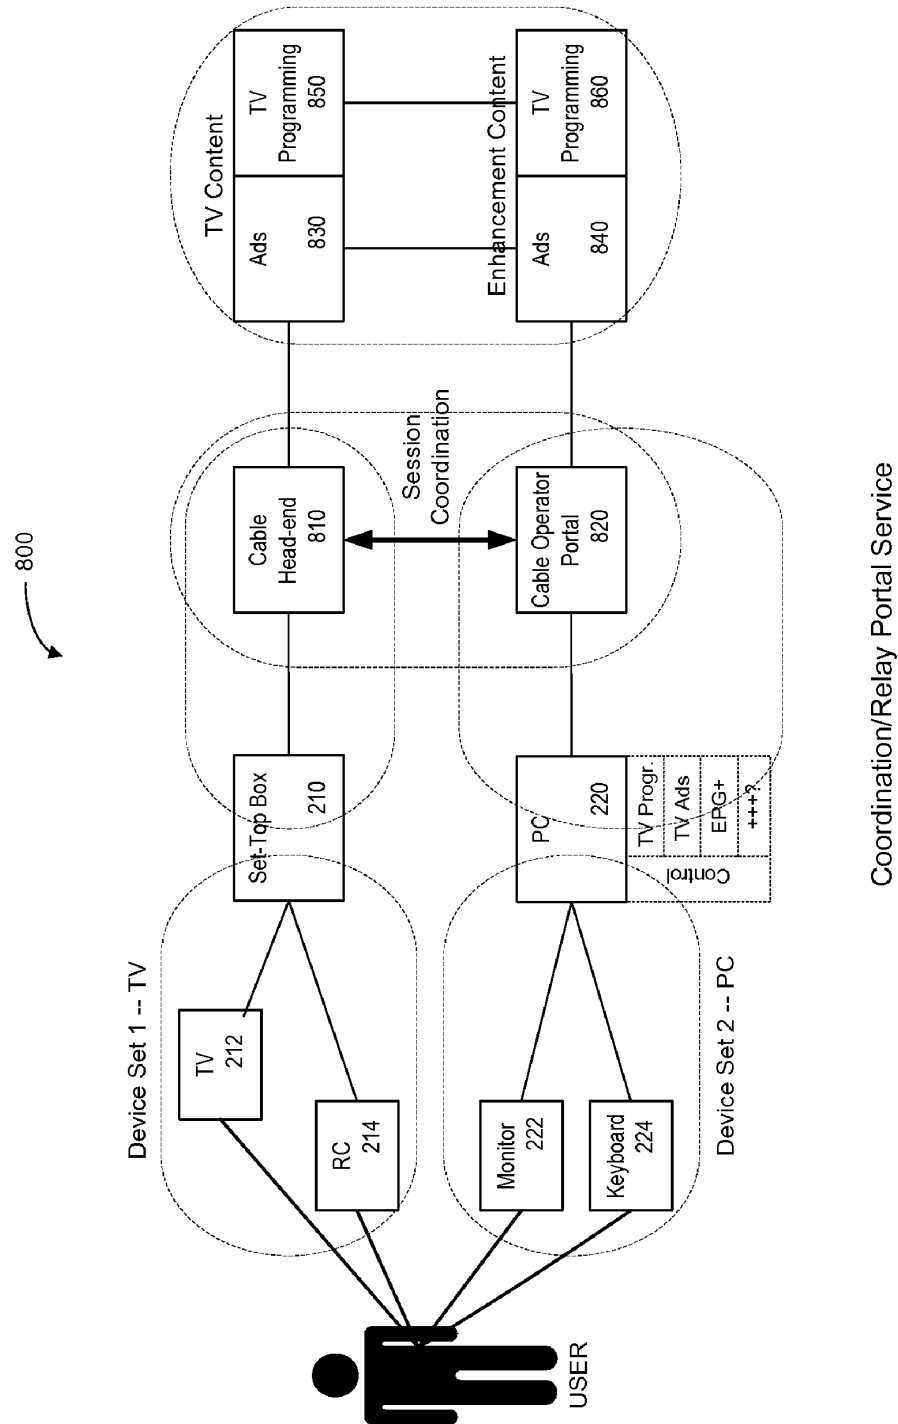 800
TV Content
Ads
830
TV
Programming
850
Enhancement Content
Ads
840
TV
Programming
860
Cable
Head-end
810
Session
Coordination
Cable Operator
Portal
820
Set-Top Box
210
PC
220
Control
TV Progr.
TV Ads
EPG+
+++?
Device Set 1 -- TV
TV
212
RC
214
Device Set 2 -- PC
Monitor
222
Keyboard
224
USER
Coordination/Relay Portal Service